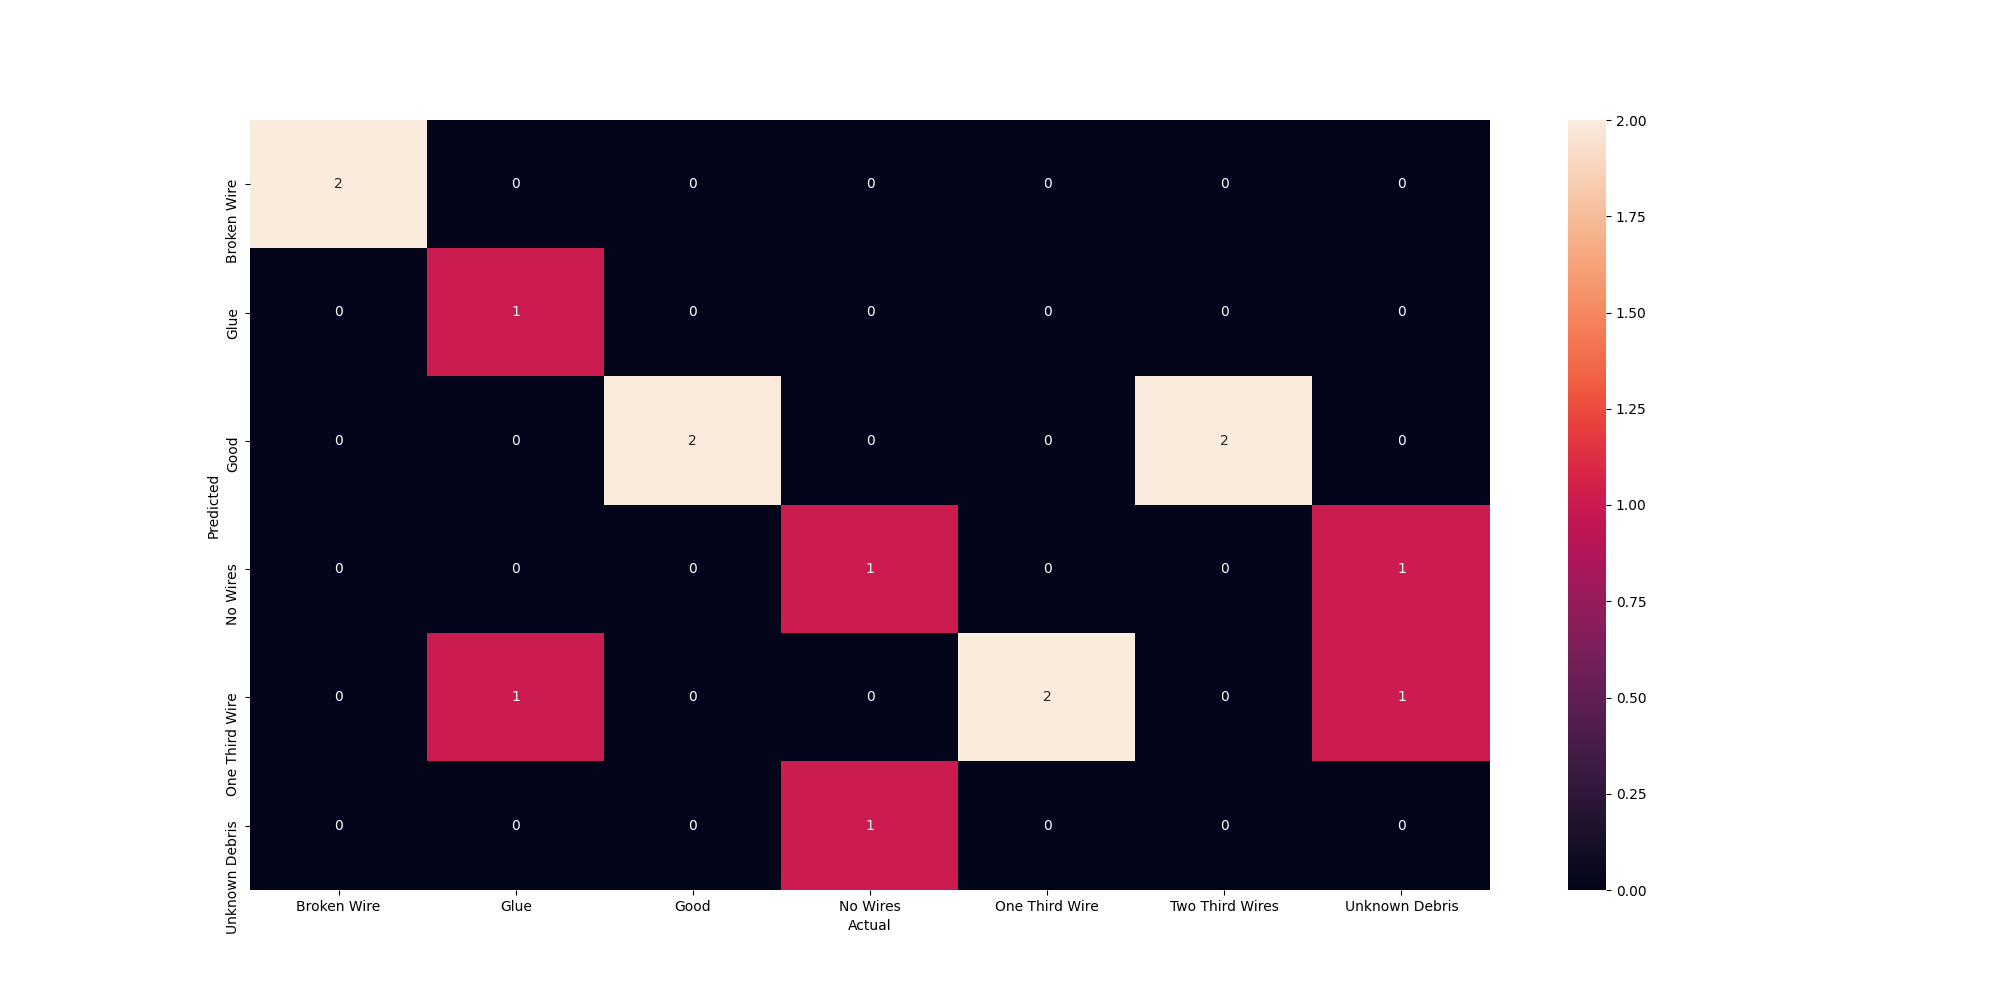 Predicted
Broken Wire 2 0 0 0 0 0 0
Glue 0 1 0 0 0 0 0
Good 0 0 2 0 0 2 0
No Wires 0 0 0 1 0 0 1
One Third Wire 0 1 0 0 2 0 1
Unknown Debris 0 0 0 1 0 0 0
Broken Wire Glue Good No Wires One Third Wire Two Third Wires Unknown Debris
Actual
2.00
1.75
1.50
1.25
1.00
0.75
0.50
0.25
0.00